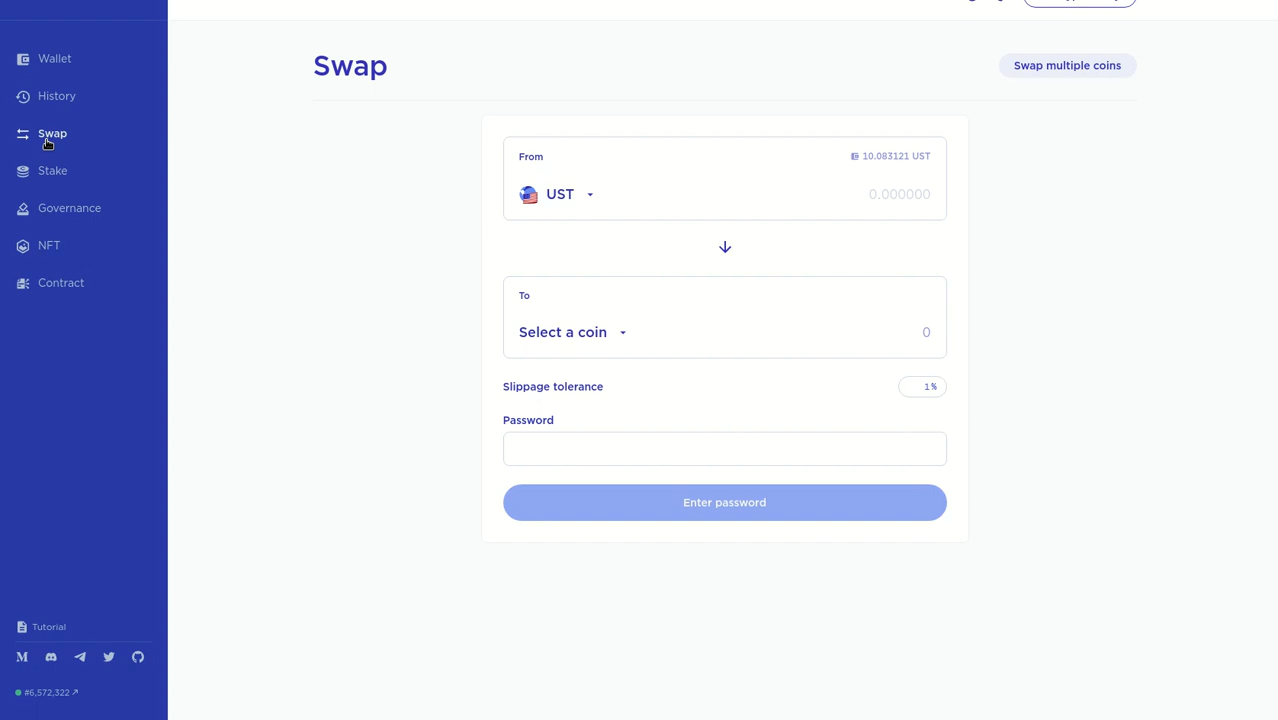 Wallet
History
Swap
Stake
Governance
NFT
Contract
Tutorial
#6,572,322
Swap
Swap multiple coins
From
10.083121 UST
UST
0.000000
To
Select a coin
0
Slippage tolerance
1%
Password
Enter password